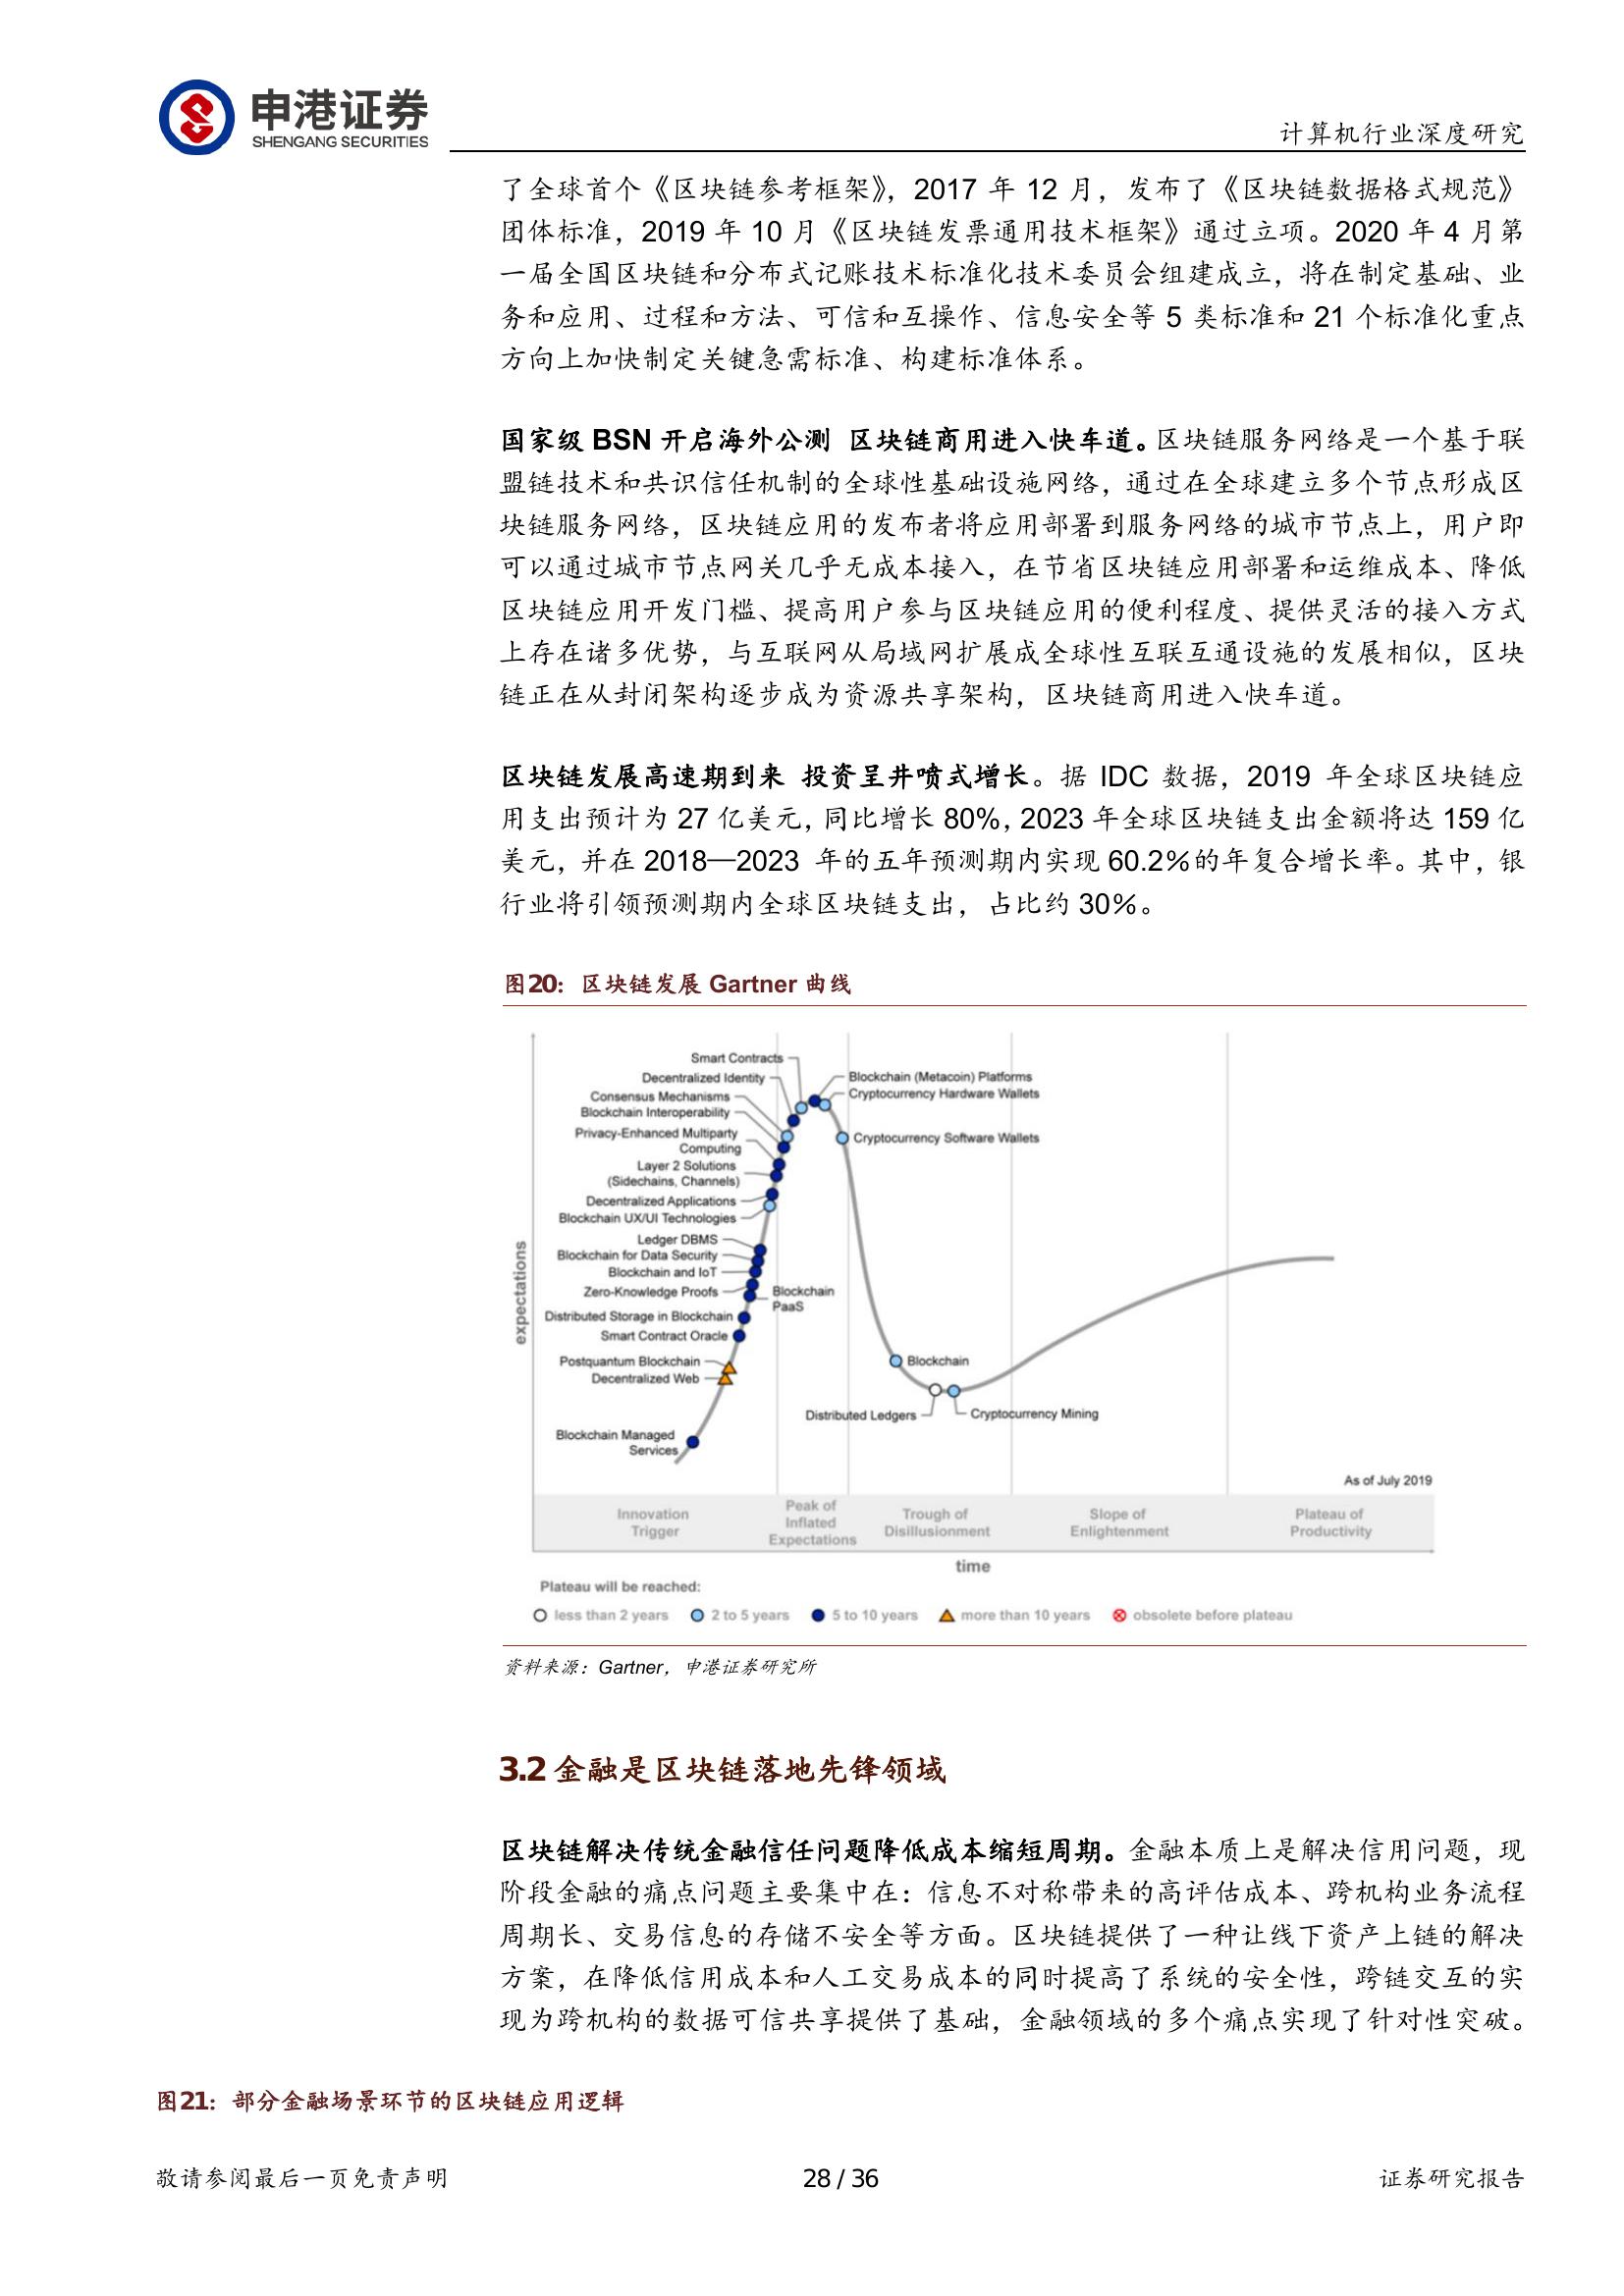 申港证券
SHENGANG SECURITIES
计算机行业深度研究
了全球首个《区块链参考框架》，2017 年 12 月，发布了《区块链数据格式规范》
团体标准，2019 年 10 月《区块链发票通用技术框架》通过立项。2020 年 4 月第
一届全国区块链和分布式记账技术标准化技术委员会组建成立，将在制定基础、业
务和应用、过程和方法、可信和互操作、信息安全等 5 类标准和 21 个标准化重点
方向上加快制定关键急需标准、构建标准体系。
国家级 BSN 开启海外公测 区块链商用进入快车道。区块链服务网络是一个基于联
盟链技术和共识信任机制的全球性基础设施网络，通过在全球建立多个节点形成区
块链服务网络，区块链应用的发布者将应用部署到服务网络的城市节点上，用户即
可以通过城市节点网关几乎无成本接入，在节省区块链应用部署和运维成本、降低
区块链应用开发门槛、提高用户参与区块链应用的便利程度、提供灵活的接入方式
上存在诸多优势，与互联网从局域网扩展成全球性互联互通设施的发展相似，区块
链正在从封闭架构逐步成为资源共享架构，区块链商用进入快车道。
区块链发展高速期到来 投资呈井喷式增长。据 IDC 数据，2019 年全球区块链应
用支出预计为 27 亿美元，同比增长 80%，2023 年全球区块链支出金额将达 159 亿
美元，并在 2018—2023 年的五年预测期内实现 60.2%的年复合增长率。其中，银
行业将引领预测期内全球区块链支出，占比约 30%。
图20：区块链发展 Gartner 曲线
Smart Contracts
Decentralized Identity
Blockchain (Metacoin) Platforms
Consensus Mechanisms
Cryptocurrency Hardware Wallets
Blockchain Interoperability
Privacy-Enhanced Multiparty
Computing
Cryptocurrency Software Wallets
Layer 2 Solutions
(Sidechains, Channels)
Decentralized Applications
Blockchain UX/UI Technologies
Ledger DBMS
Blockchain for Data Security
Blockchain and IoT
Zero-Knowledge Proofs
Blockchain
PaaS
Distributed Storage in Blockchain
Smart Contract Oracle
Postquantum Blockchain
Blockchain
Decentralized Web
Distributed Ledgers
Cryptocurrency Mining
Blockchain Managed
Services
expectations
As of July 2019
Innovation
Trigger
Peak of
Inflated
Expectations
Trough of
Disillusionment
Slope of
Enlightenment
Plateau of
Productivity
time
Plateau will be reached:
less than 2 years 2 to 5 years 5 to 10 years more than 10 years obsolete before plateau
资料来源：Gartner，申港证券研究所
3.2 金融是区块链落地先锋领域
区块链解决传统金融信任问题降低成本缩短周期。金融本质上是解决信用问题，现
阶段金融的痛点问题主要集中在：信息不对称带来的高评估成本、跨机构业务流程
周期长、交易信息的存储不安全等方面。区块链提供了一种让线下资产上链的解决
方案，在降低信用成本和人工交易成本的同时提高了系统的安全性，跨链交互的实
现为跨机构的数据可信共享提供了基础，金融领域的多个痛点实现了针对性突破。
图21：部分金融场景环节的区块链应用逻辑
敬请参阅最后一页免责声明
28 / 36
证券研究报告